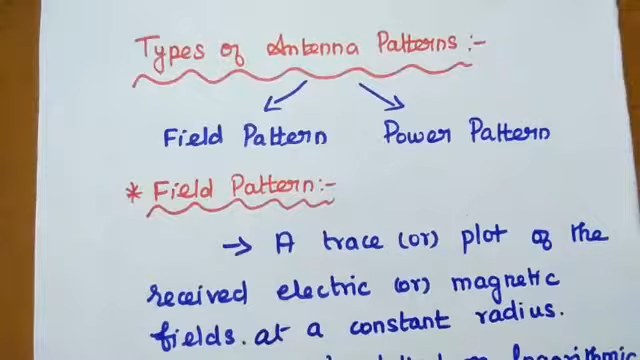 Types of Antenna Patterns :-
Field Pattern Power Pattern
* Field Pattern :-
→ A trace (or) plot of the
received electric (or) magnetic
fields. at a constant radius.
logarithmic